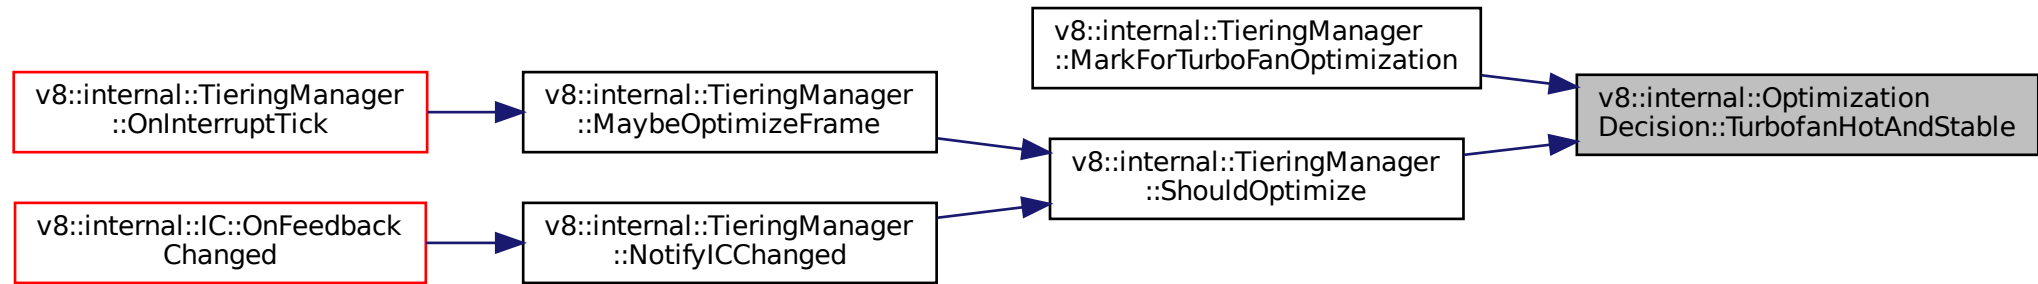 v8::internal::TieringManager
::OnInterruptTick
v8::internal::IC::OnFeedback
Changed
v8::internal::TieringManager
::MaybeOptimizeFrame
v8::internal::TieringManager
::NotifyICChanged
v8::internal::TieringManager
::MarkForTurboFanOptimization
v8::internal::TieringManager
::ShouldOptimize
v8::internal::Optimization
Decision::TurbofanHotAndStable